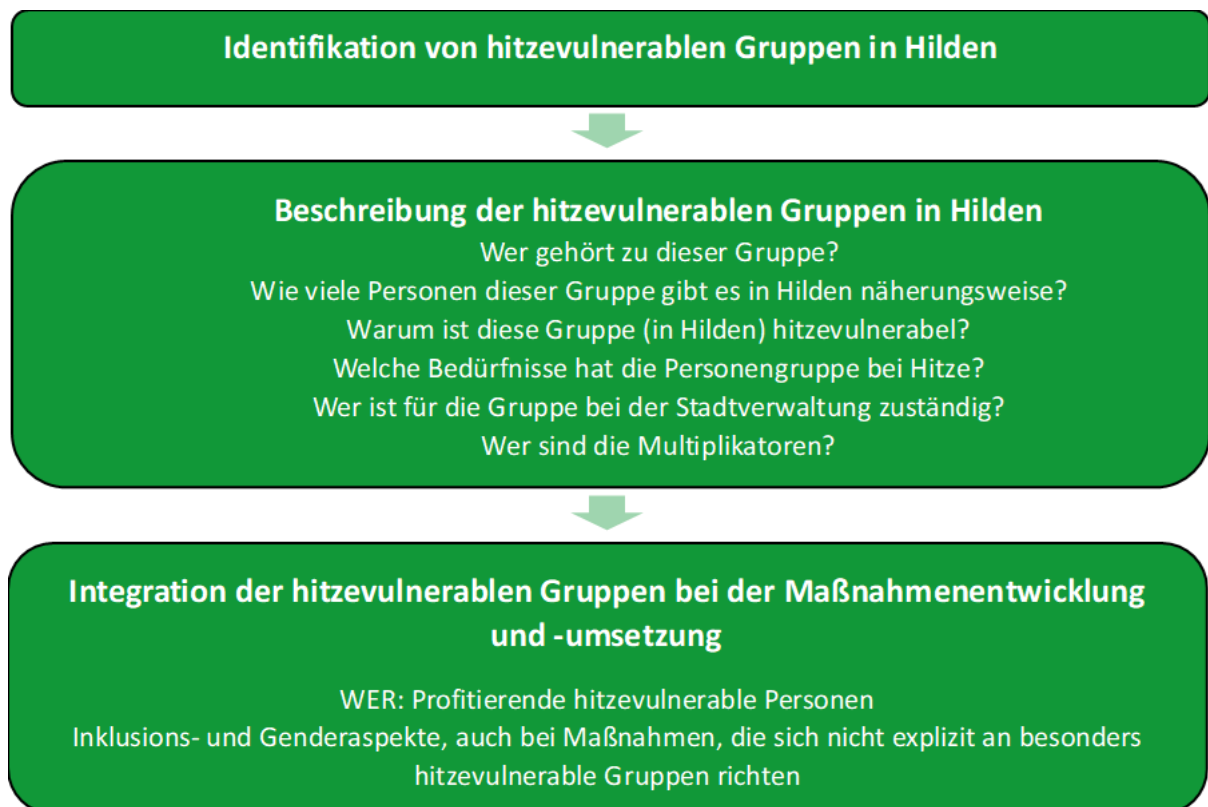 Identifikation von hitzevulnerablen Gruppen in Hilden
Beschreibung der hitzevulnerablen Gruppen in Hilden
Wer gehört zu dieser Gruppe?
Wie viele Personen dieser Gruppe gibt es in Hilden näherungsweise?
Warum ist diese Gruppe (in Hilden) hitzevulnerabel?
Welche Bedürfnisse hat die Personengruppe bei Hitze?
Wer ist für die Gruppe bei der Stadtverwaltung zuständig?
Wer sind die Multiplikatoren?
Integration der hitzevulnerablen Gruppen bei der Maßnahmenentwicklung
und -umsetzung
WER: Profitierende hitzevulnerable Personen
Inklusions- und Genderaspekte, auch bei Maßnahmen, die sich nicht explizit an besonders
hitzevulnerable Gruppen richten